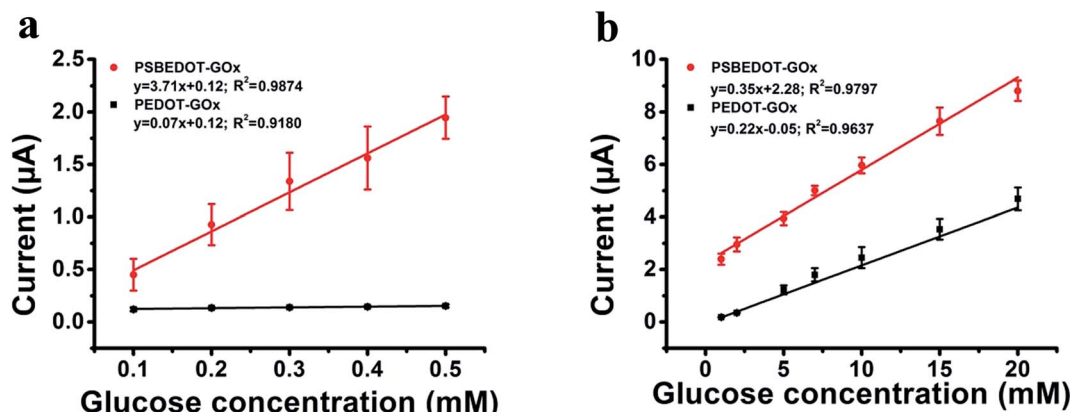 a
Current (μA)
2.5
2.0
1.5
1.0
0.5
0.0
PSBEDOT-GOx
y=3.71x+0.12; R²=0.9874
PEDOT-GOx
y=0.07x+0.12; R²=0.9180
0.1 0.2 0.3 0.4 0.5
Glucose concentration (mM)
b
Current (μA)
10
8
6
4
2
0
PSBEDOT-GOx
y=0.35x+2.28; R²=0.9797
PEDOT-GOx
y=0.22x-0.05; R²=0.9637
0 5 10 15 20
Glucose concentration (mM)